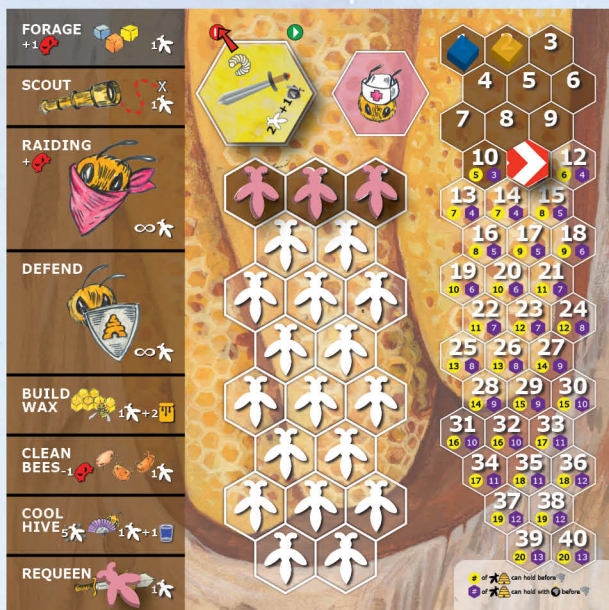 FORAGE
+1
1
SCOUT
X
1
RAIDING
+
∞
DEFEND
∞
BUILD
WAX
1 +2
CLEAN
BEES -1
1
COOL
HIVE 5
1 +1
REQUEEN
1
2 +1
1 2 3
4 5 6
7 8 9
10 12
5 3 6 4
13 14 15
7 4 7 4 8 5
16 17 18
8 5 9 5 9 6
19 20 21
10 6 10 6 11 7
22 23 24
11 7 12 7 12 8
25 26 27
13 8 13 8 14 9
28 29 30
14 9 15 9 15 10
31 32 33
16 10 16 10 17 11
34 35 36
17 11 18 11 18 12
37 38
19 12 19 12
39 40
20 13 20 13
# of can hold before
# of can hold with before